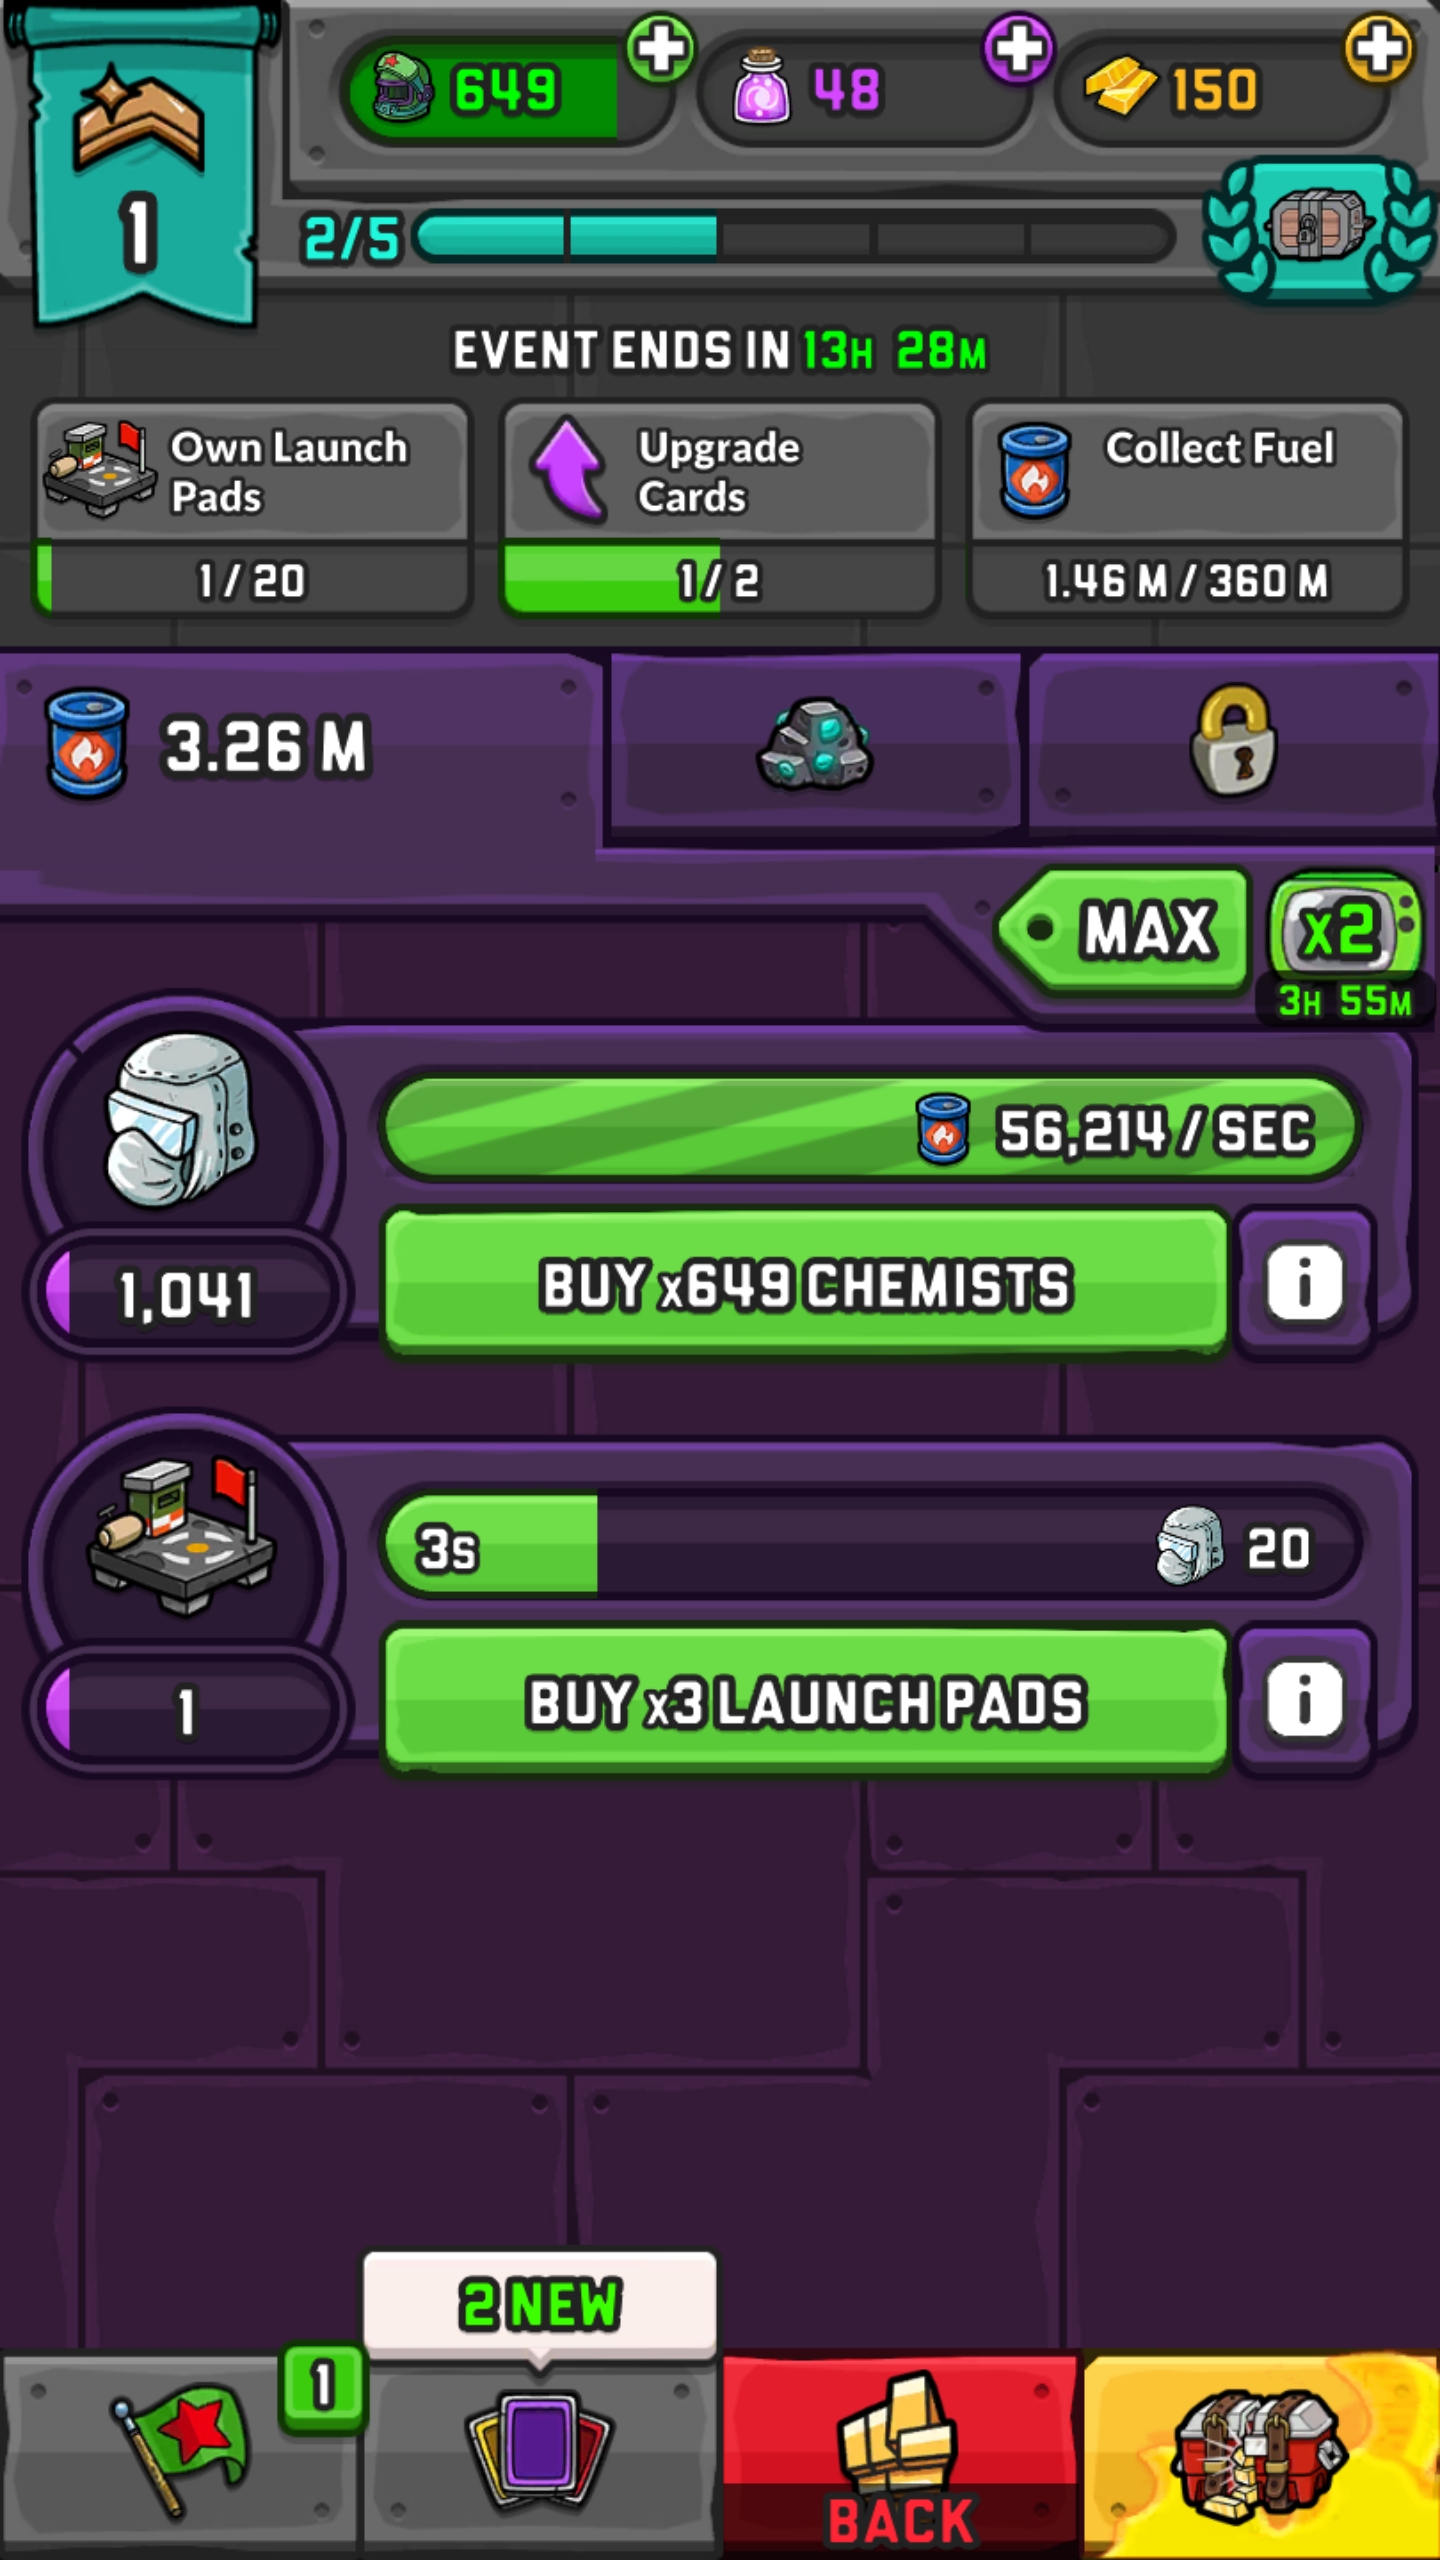 1
649
48
150
2/5
EVENT ENDS IN 13H 28M
Own Launch
Pads
1 / 20
Upgrade
Cards
1 / 2
Collect Fuel
1.46 M / 360 M
3.26 M
MAX
x2
3H 55M
56,214 / SEC
1,041
BUY x649 CHEMISTS
i
3s
20
1
BUY x3 LAUNCH PADS
i
2 NEW
1
BACK